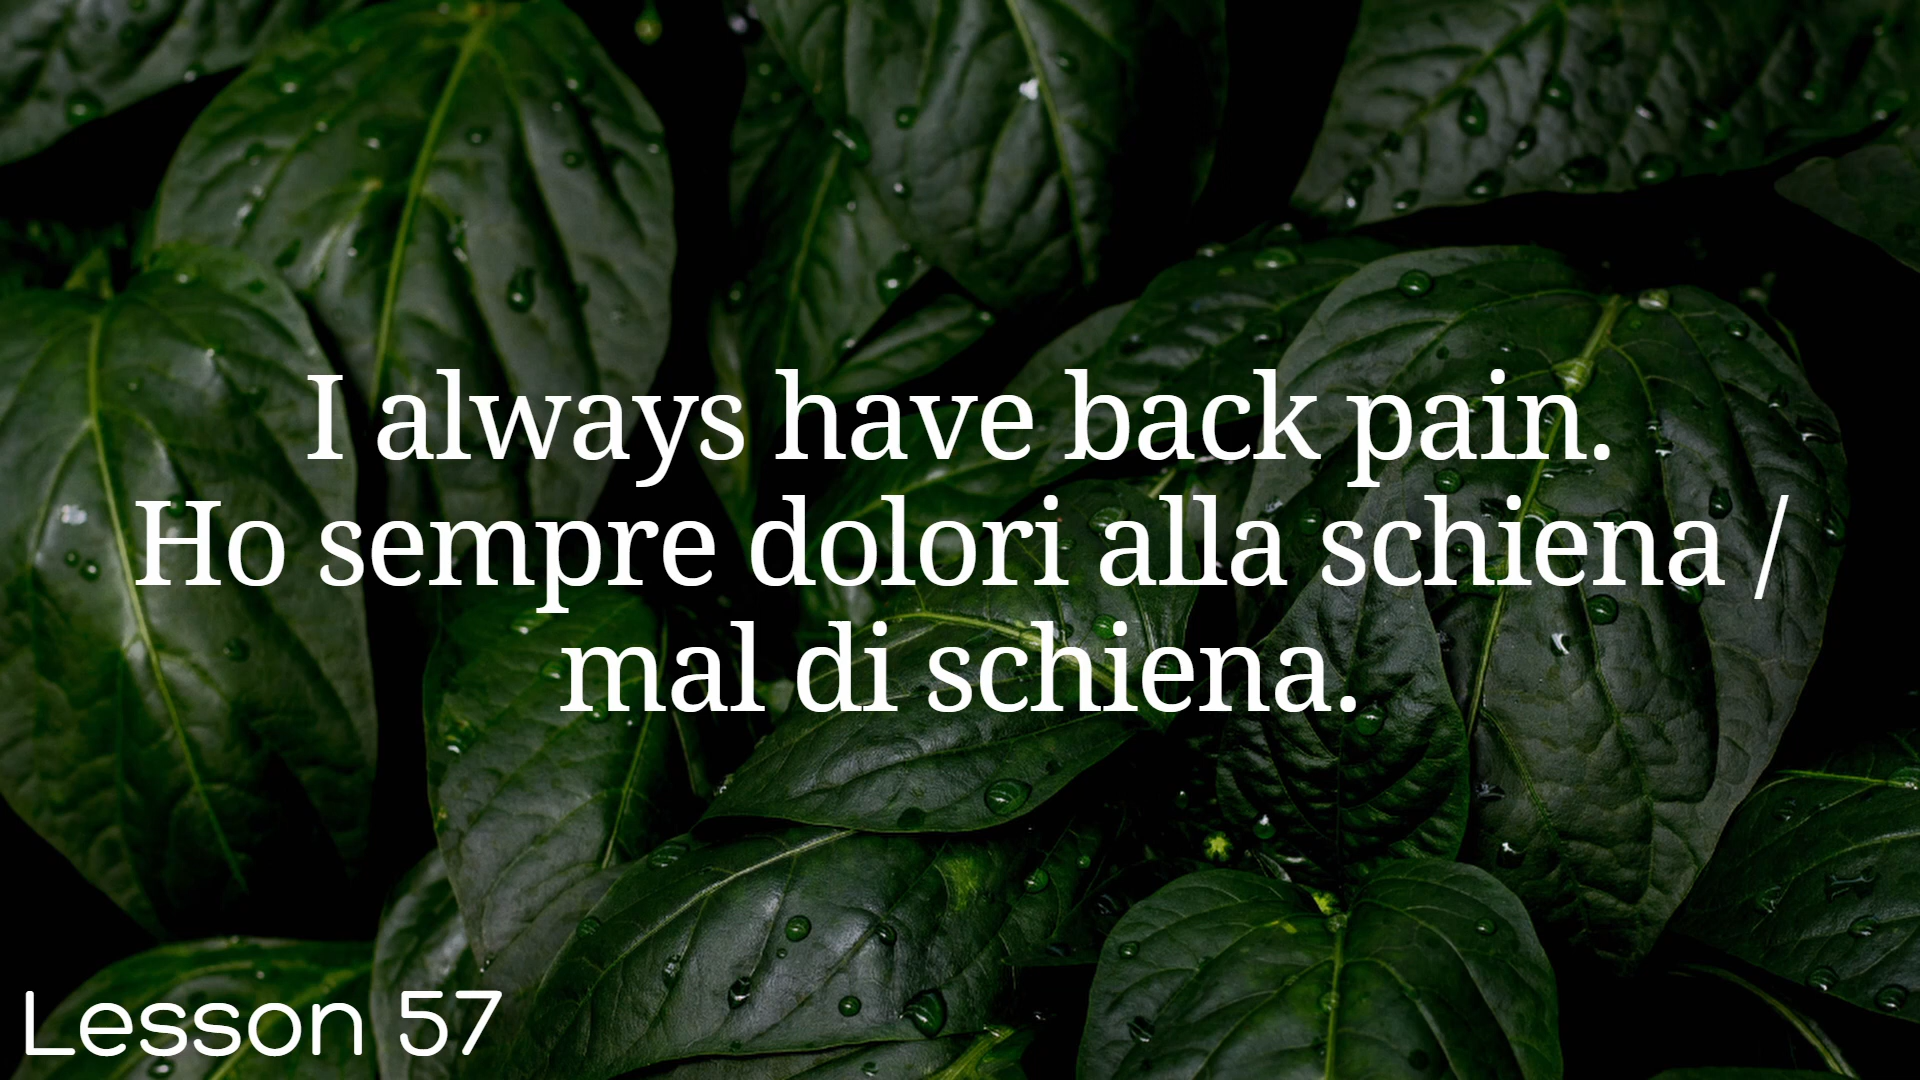 I always have back pain.
Ho sempre dolori alla schiena /
mal di schiena.
Lesson 57